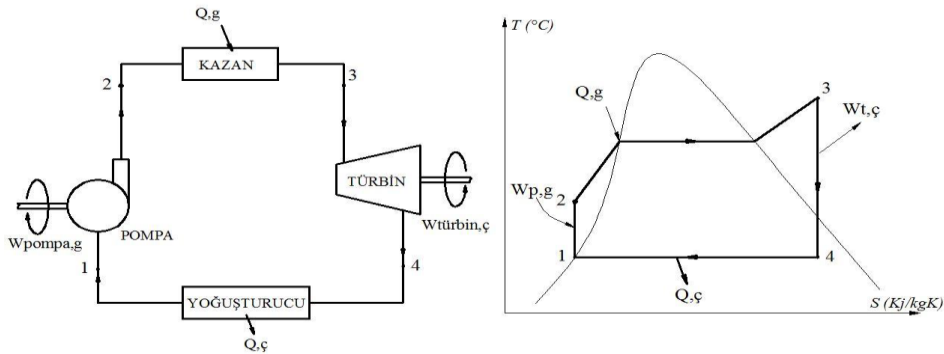 Q,g
KAZAN
2
3
TÜRBİN
Wtürbin,ç
Wpompa,g
POMPA
1
4
YOĞUŞTURUCU
Q,ç
T (°C)
3
Q,g
Wt,ç
Wp,g
2
1
4
Q,ç
S (Kj/kgK)